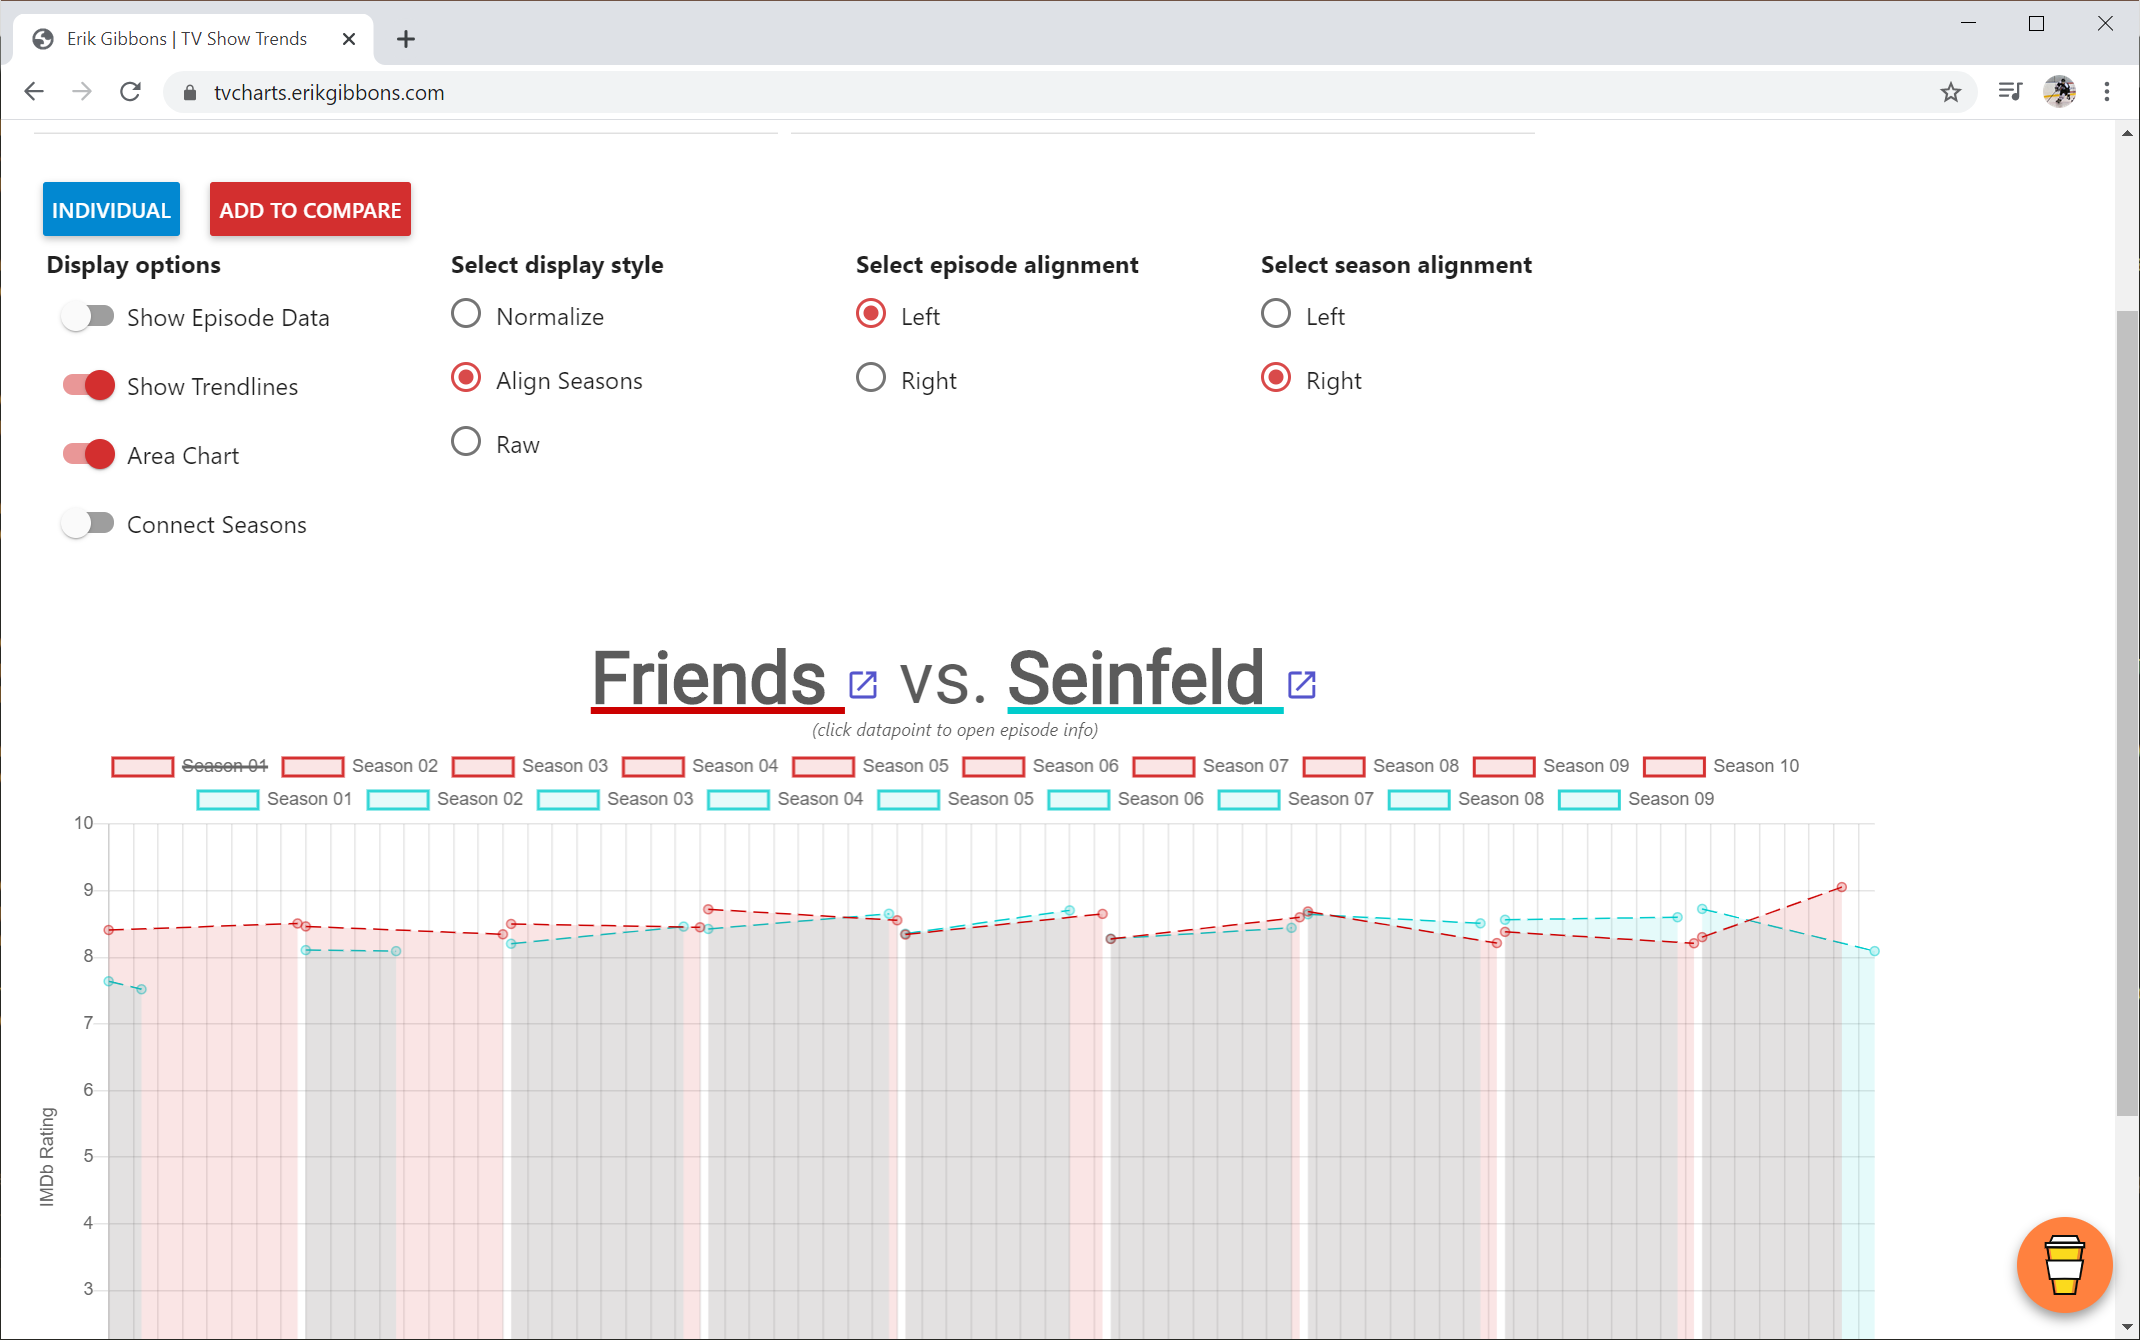 Erik Gibbons | TV Show Trends
tvcharts.erikgibbons.com
INDIVIDUAL ADD TO COMPARE
Display options
Show Episode Data
Show Trendlines
Area Chart
Connect Seasons
Select display style
Normalize
Align Seasons
Raw
Select episode alignment
Left
Right
Select season alignment
Left
Right
Friends vs. Seinfeld
(click datapoint to open episode info)
Season 01 Season 02 Season 03 Season 04 Season 05 Season 06 Season 07 Season 08 Season 09 Season 10
Season 01 Season 02 Season 03 Season 04 Season 05 Season 06 Season 07 Season 08 Season 09
10
9
8
7
6
5
4
3
IMDb Rating